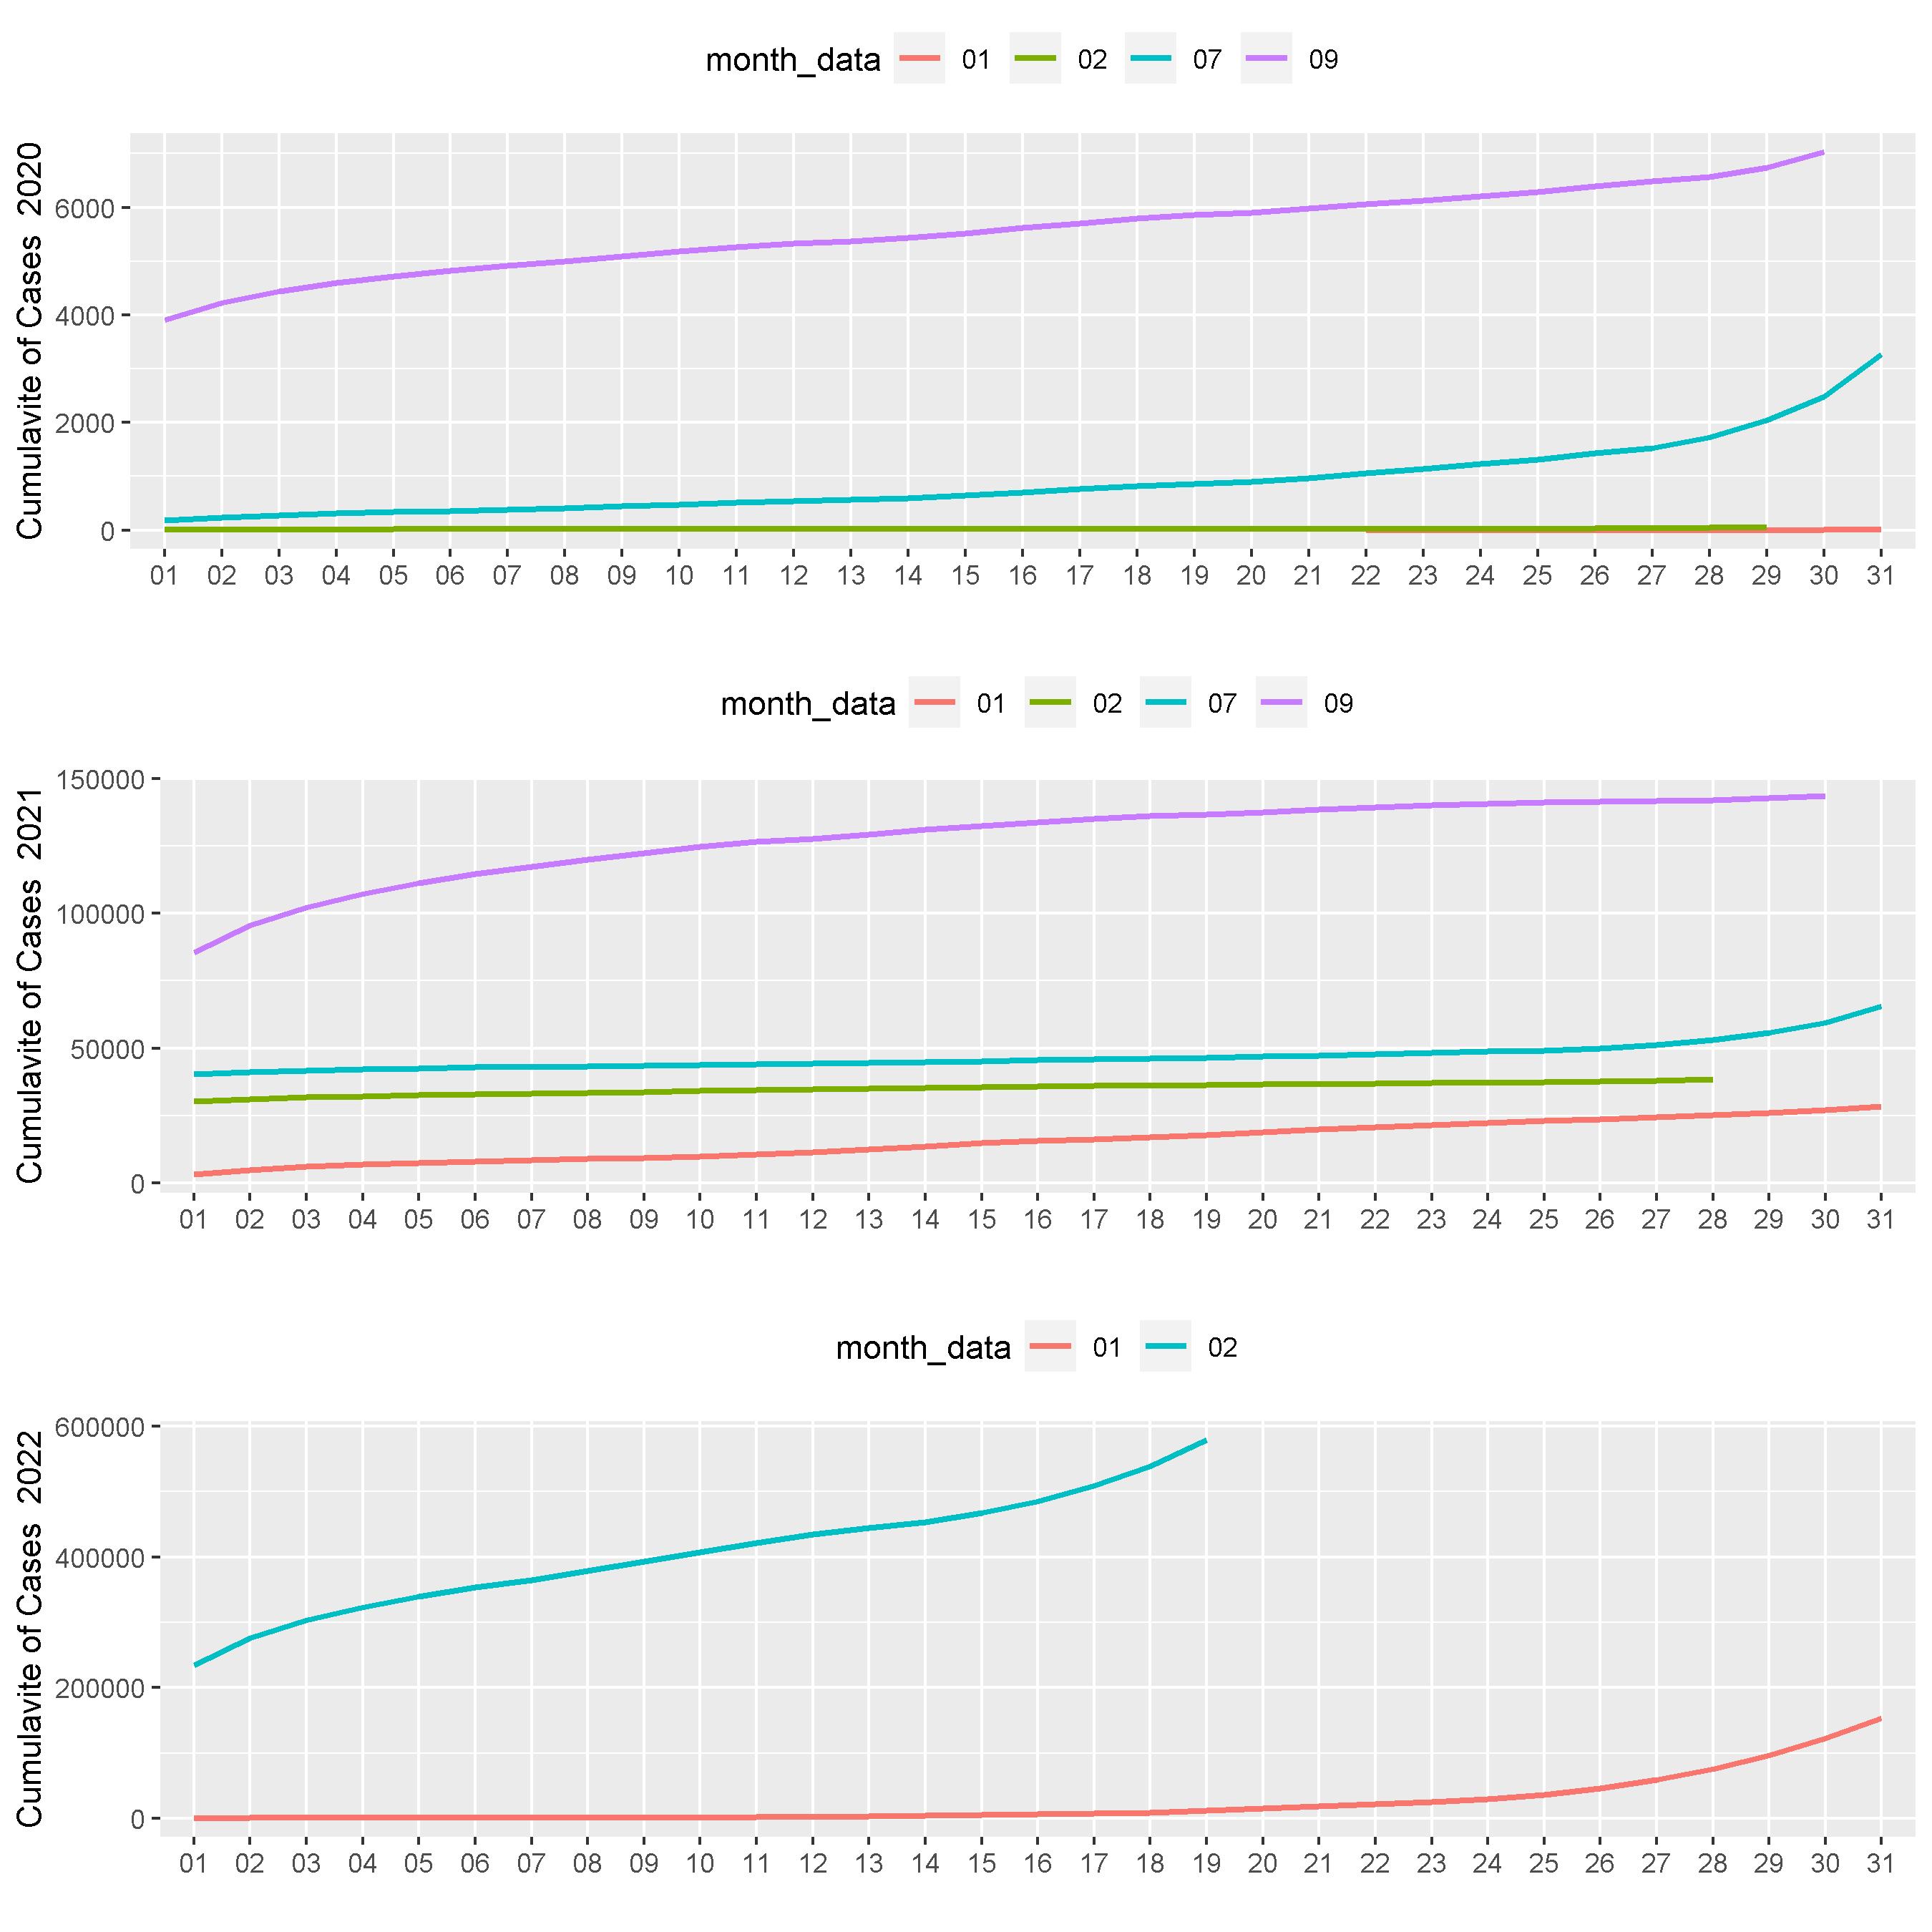 month_data 01 02 07 09
Cumulavite of Cases 2020
6000
4000
2000
0
01 02 03 04 05 06 07 08 09 10 11 12 13 14 15 16 17 18 19 20 21 22 23 24 25 26 27 28 29 30 31
month_data 01 02 07 09
Cumulavite of Cases 2021
150000
100000
50000
0
01 02 03 04 05 06 07 08 09 10 11 12 13 14 15 16 17 18 19 20 21 22 23 24 25 26 27 28 29 30 31
month_data 01 02
Cumulavite of Cases 2022
600000
400000
200000
0
01 02 03 04 05 06 07 08 09 10 11 12 13 14 15 16 17 18 19 20 21 22 23 24 25 26 27 28 29 30 31